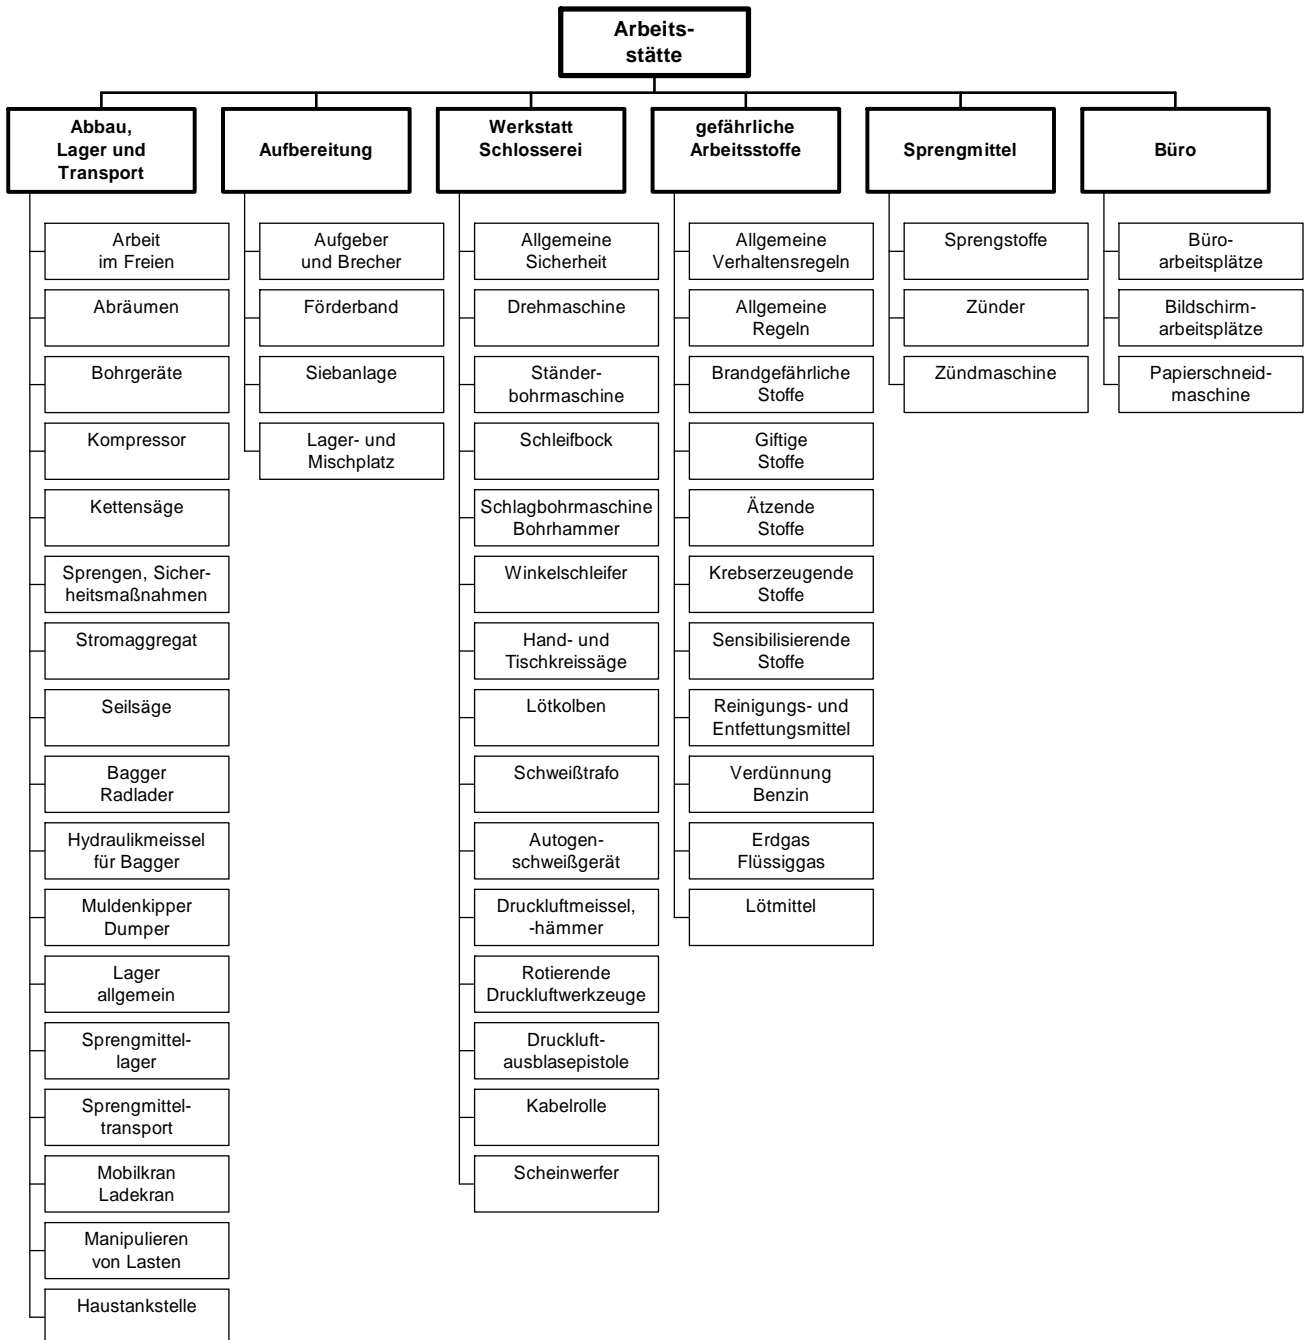 Arbeits-
stätte
Abbau,
Lager und
Transport
Arbeit
im Freien
Abräumen
Bohrgeräte
Kompressor
Kettensäge
Sprengen, Sicher-
heitsmaßnahmen
Stromaggregat
Seilsäge
Bagger
Radlader
Hydraulikmeissel
für Bagger
Muldenkipper
Dumper
Lager
allgemein
Sprengmittel-
lager
Sprengmittel-
transport
Mobilkran
Ladekran
Manipulieren
von Lasten
Haustankstelle
Aufbereitung
Aufgeber
und Brecher
Förderband
Siebanlage
Lager- und
Mischplatz
Werkstatt
Schlosserei
Allgemeine
Sicherheit
Drehmaschine
Ständer-
bohrmaschine
Schleifbock
Schlagbohrmaschine
Bohrhammer
Winkelschleifer
Hand- und
Tischkreissäge
Lötkolben
Schweißtrafo
Autogen-
schweißgerät
Druckluftmeissel,
-hämmer
Rotierende
Druckluftwerkzeuge
Druckluft-
ausblasepistole
Kabelrolle
Scheinwerfer
gefährliche
Arbeitsstoffe
Allgemeine
Verhaltensregeln
Allgemeine
Regeln
Brandgefährliche
Stoffe
Giftige
Stoffe
Ätzende
Stoffe
Krebserzeugende
Stoffe
Sensibilisierende
Stoffe
Reinigungs- und
Entfettungsmittel
Verdünnung
Benzin
Erdgas
Flüssiggas
Lötmittel
Sprengmittel
Sprengstoffe
Zünder
Zündmaschine
Büro
Büro-
arbeitsplätze
Bildschirm-
arbeitsplätze
Papierschneid-
maschine